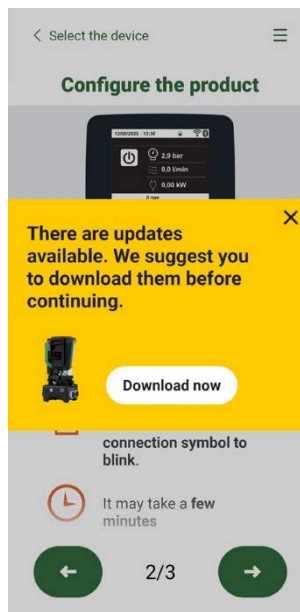 Select the device
Configure the product
12/08/2020 - 13:30
2,9 bar
0,0 l/min
0,00 kW
There are updates
available. We suggest you
to download them before
continuing.
Download now
connection symbol to
blink.
It may take a few
minutes
2/3